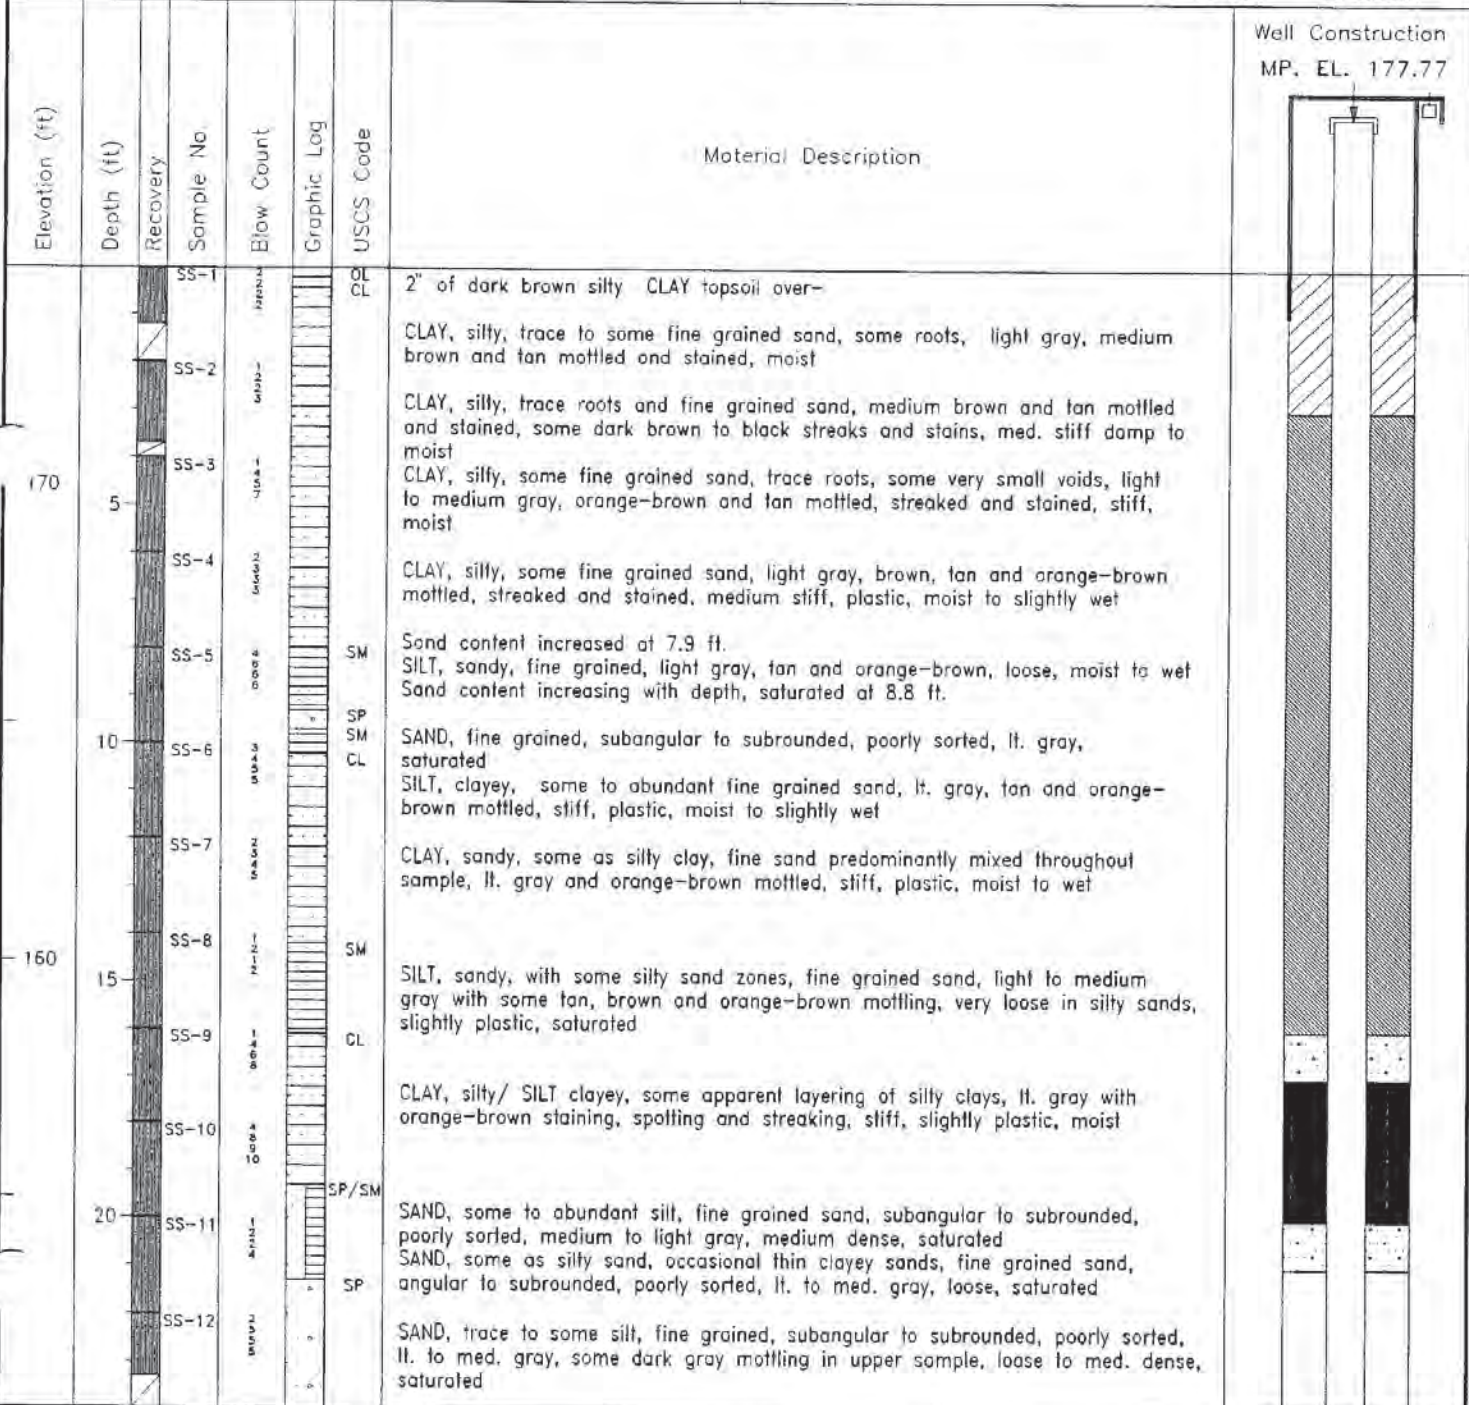 Well Construction
MP. EL. 177.77
Elevation (ft)
Depth (ft)
Recovery
Sample No.
Blow Count
Graphic Log
USCS Code
Material Description
SS-1
OL
CL
2" of dark brown silty CLAY topsoil over-
CLAY, silty, trace to some fine grained sand, some roots, light gray, medium
brown and tan mottled and stained, moist
SS-2
CLAY, silty, trace roots and fine grained sand, medium brown and tan mottled
and stained, some dark brown to black streaks and stains, med. stiff damp to
moist
SS-3
170
5
CLAY, silty, some fine grained sand, trace roots, some very small voids, light
to medium gray, orange-brown and tan mottled, streaked and stained, stiff,
moist
SS-4
CLAY, silty, some fine grained sand, light gray, brown, tan and orange-brown
mottled, streaked and stained, medium stiff, plastic, moist to slightly wet
SS-5
SM
Sand content increased at 7.9 ft.
SILT, sandy, fine grained, light gray, tan and orange-brown, loose, moist to wet
Sand content increasing with depth, saturated at 8.8 ft.
SP
SM
10
SS-6
CL
SAND, fine grained, subangular to subrounded, poorly sorted, lt. gray,
saturated
SILT, clayey, some to abundant fine grained sand, lt. gray, tan and orange-
brown mottled, stiff, plastic, moist to slightly wet
SS-7
CLAY, sandy, some as silty clay, fine sand predominantly mixed throughout
sample, lt. gray and orange-brown mottled, stiff, plastic, moist to wet
SS-8
SM
160
15
SILT, sandy, with some silty sand zones, fine grained sand, light to medium
gray with some tan, brown and orange-brown mottling, very loose in silty sands,
slightly plastic, saturated
SS-9
CL
CLAY, silty/ SILT clayey, some apparent layering of silty clays, lt. gray with
orange-brown staining, spotting and streaking, stiff, slightly plastic, moist
SS-10
10
SP/SM
20
SS-11
SAND, some to abundant silt, fine grained sand, subangular to subrounded,
poorly sorted, medium to light gray, medium dense, saturated
SAND, some as silty sand, occasional thin clayey sands, fine grained sand,
angular to subrounded, poorly sorted, lt. to med. gray, loose, saturated
SP
SS-12
SAND, trace to some silt, fine grained, subangular to subrounded, poorly sorted,
lt. to med. gray, some dark gray mottling in upper sample, loose to med. dense,
saturated